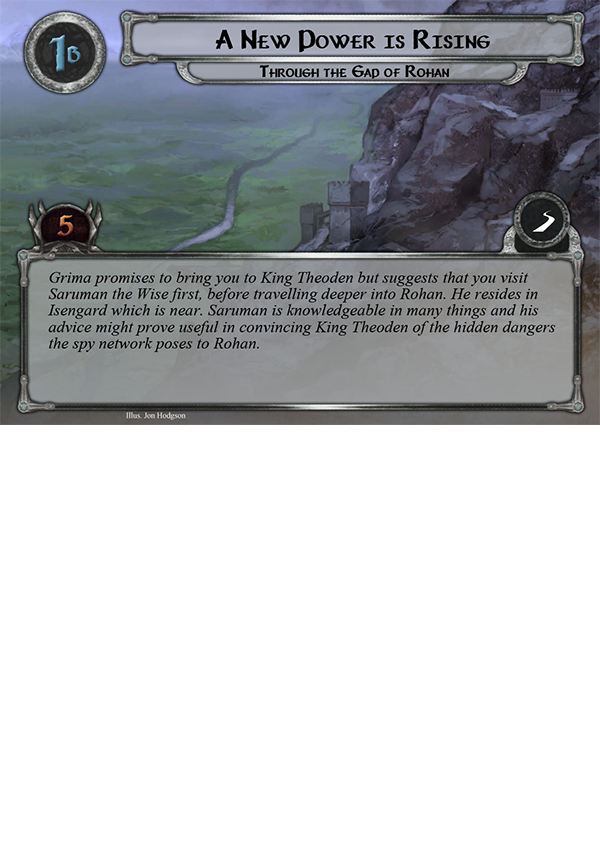 1B
A New Power is Rising
Through the Gap of Rohan
5
Grima promises to bring you to King Theoden but suggests that you visit
Saruman the Wise first, before travelling deeper into Rohan. He resides in
Isengard which is near. Saruman is knowledgeable in many things and his
advice might prove useful in convincing King Theoden of the hidden dangers
the spy network poses to Rohan.
Illus. Jon Hodgson